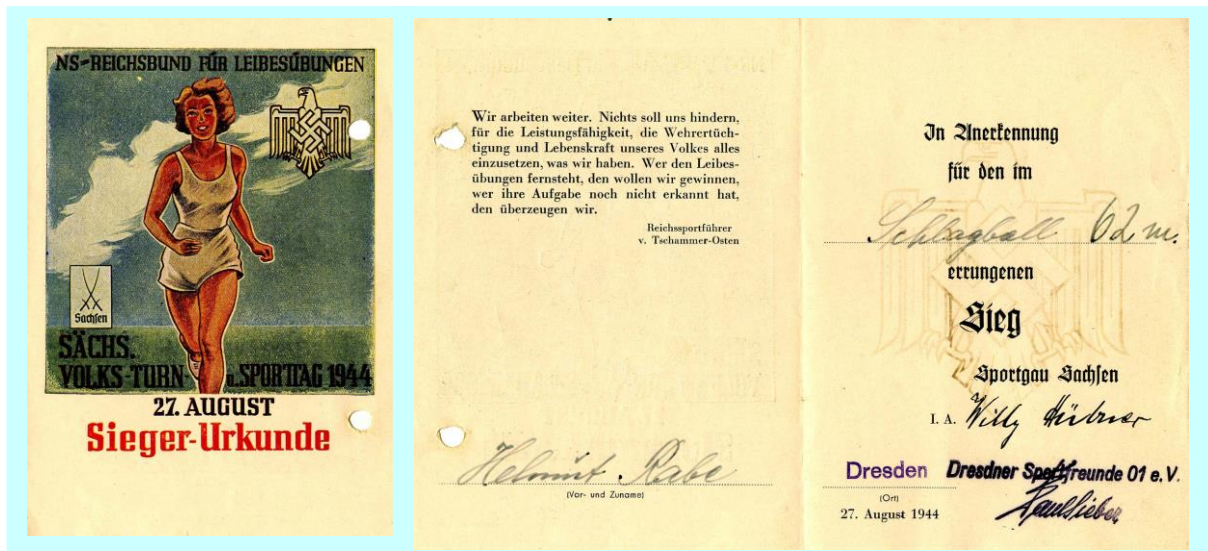 NS-REICHSBUND FÜR LEIBESÜBUNGEN
Sachsen
SÄCHS.
VOLKS-TURN- u. SPORTTAG 1944
27. AUGUST
Sieger-Urkunde
Wir arbeiten weiter. Nichts soll uns hindern,
für die Leistungsfähigkeit, die Wehrertüch-
tigung und Lebenskraft unseres Volkes alles
einzusetzen, was wir haben. Wer den Leibes-
übungen fernsteht, den wollen wir gewinnen,
wer ihre Aufgabe noch nicht erkannt hat,
den überzeugen wir.
Reichssportführer
v. Tschammer-Osten
Helmut Rabe
(Vor- und Zuname)
In Anerkennung
für den im
Schlagball 62 m.
errungenen
Sieg
Sportgau Sachsen
I. A. Willy Hübner
Dresden Dresdner Sportfreunde 01 e. V.
(Ort)
27. August 1944